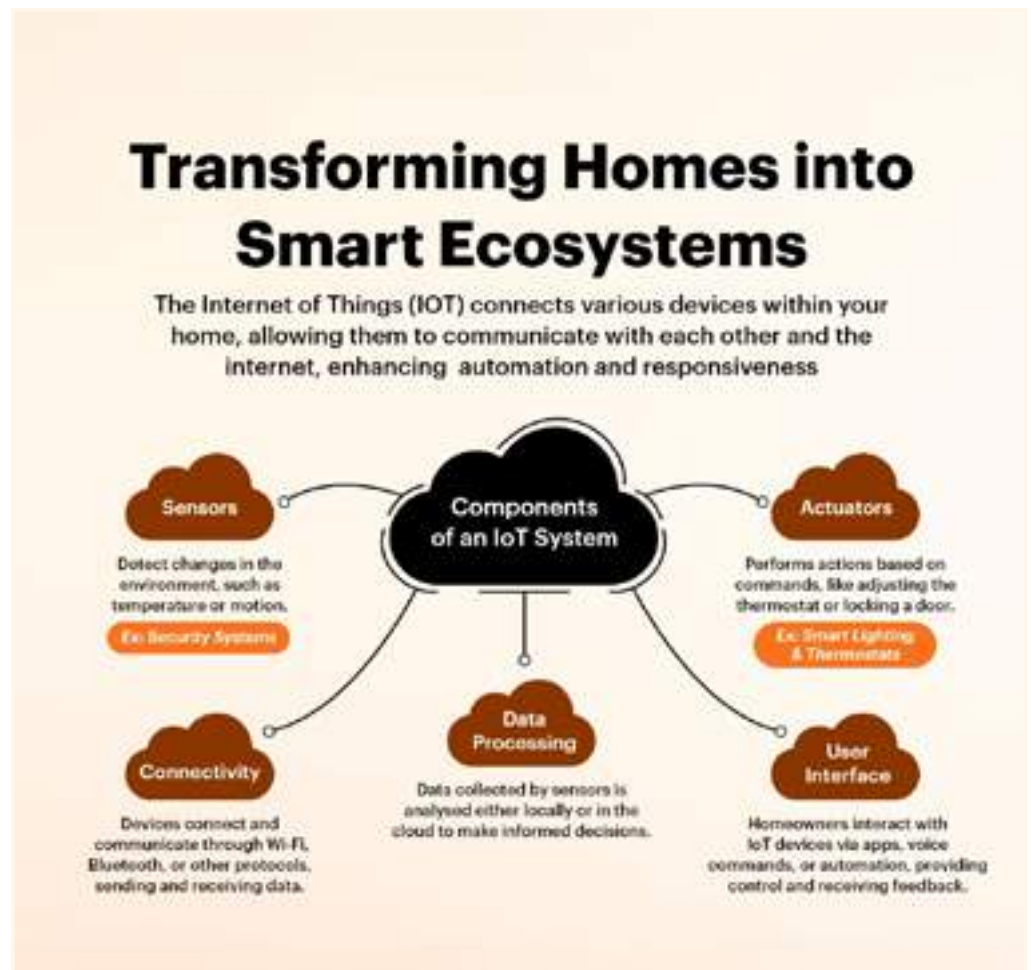 Transforming Homes into
Smart Ecosystems
The Internet of Things (IOT) connects various devices within your
home, allowing them to communicate with each other and the
internet, enhancing automation and responsiveness
Components
of an IoT System
Sensors
Detect changes in the
environment, such as
temperature or motion.
Ex: Security Systems
Actuators
Performs actions based on
commands, like adjusting the
thermostat or locking a door.
Ex: Smart Lighting
& Thermostats
Connectivity
Devices connect and
communicate through Wi-Fi,
Bluetooth, or other protocols,
sending and receiving data.
Data
Processing
Data collected by sensors is
analysed either locally or in the
cloud to make informed decisions.
User
Interface
Homeowners interact with
IoT devices via apps, voice
commands, or automation, providing
control and receiving feedback.